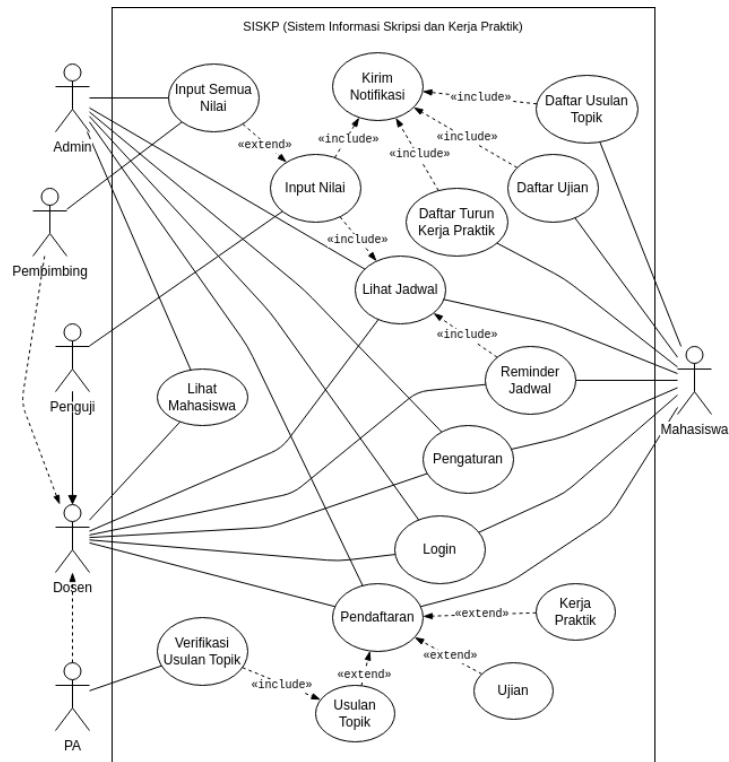 SISKP (Sistem Informasi Skripsi dan Kerja Praktik)
Admin
Input Semua
Nilai
Kirim
Notifikasi
«include»
Daftar Usulan
Topik
«extend»
«include»
«include»
«include»
Input Nilai
Daftar Ujian
Pembimbing
Daftar Turun
Kerja Praktik
«include»
Lihat Jadwal
«include»
Penguji
Lihat
Mahasiswa
Reminder
Jadwal
Mahasiswa
Pengaturan
Login
Dosen
Pendaftaran
«extend»
Kerja
Praktik
Verifikasi
Usulan Topik
«extend»
«extend»
«include»
Usulan
Topik
Ujian
PA